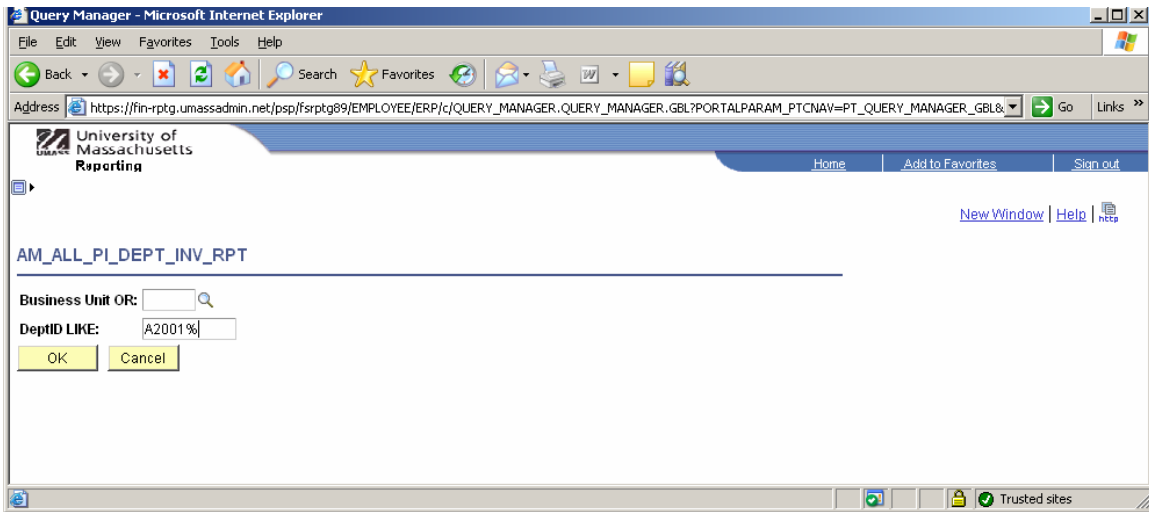 Query Manager - Microsoft Internet Explorer
File Edit View Favorites Tools Help
Back Search Favorites
Address https://fin-rptg.umassadmin.net/psp/fsrptg89/EMPLOYEE/ERP/c/QUERY_MANAGER.QUERY_MANAGER.GBL?PORTALPARAM_PTCNAV=PT_QUERY_MANAGER_GBL& Go Links »
University of
UMASS Massachusetts
Reporting
Home Add to Favorites Sign out
New Window | Help | http
AM_ALL_PI_DEPT_INV_RPT
Business Unit OR:
DeptID LIKE: A2001%
OK Cancel
Trusted sites